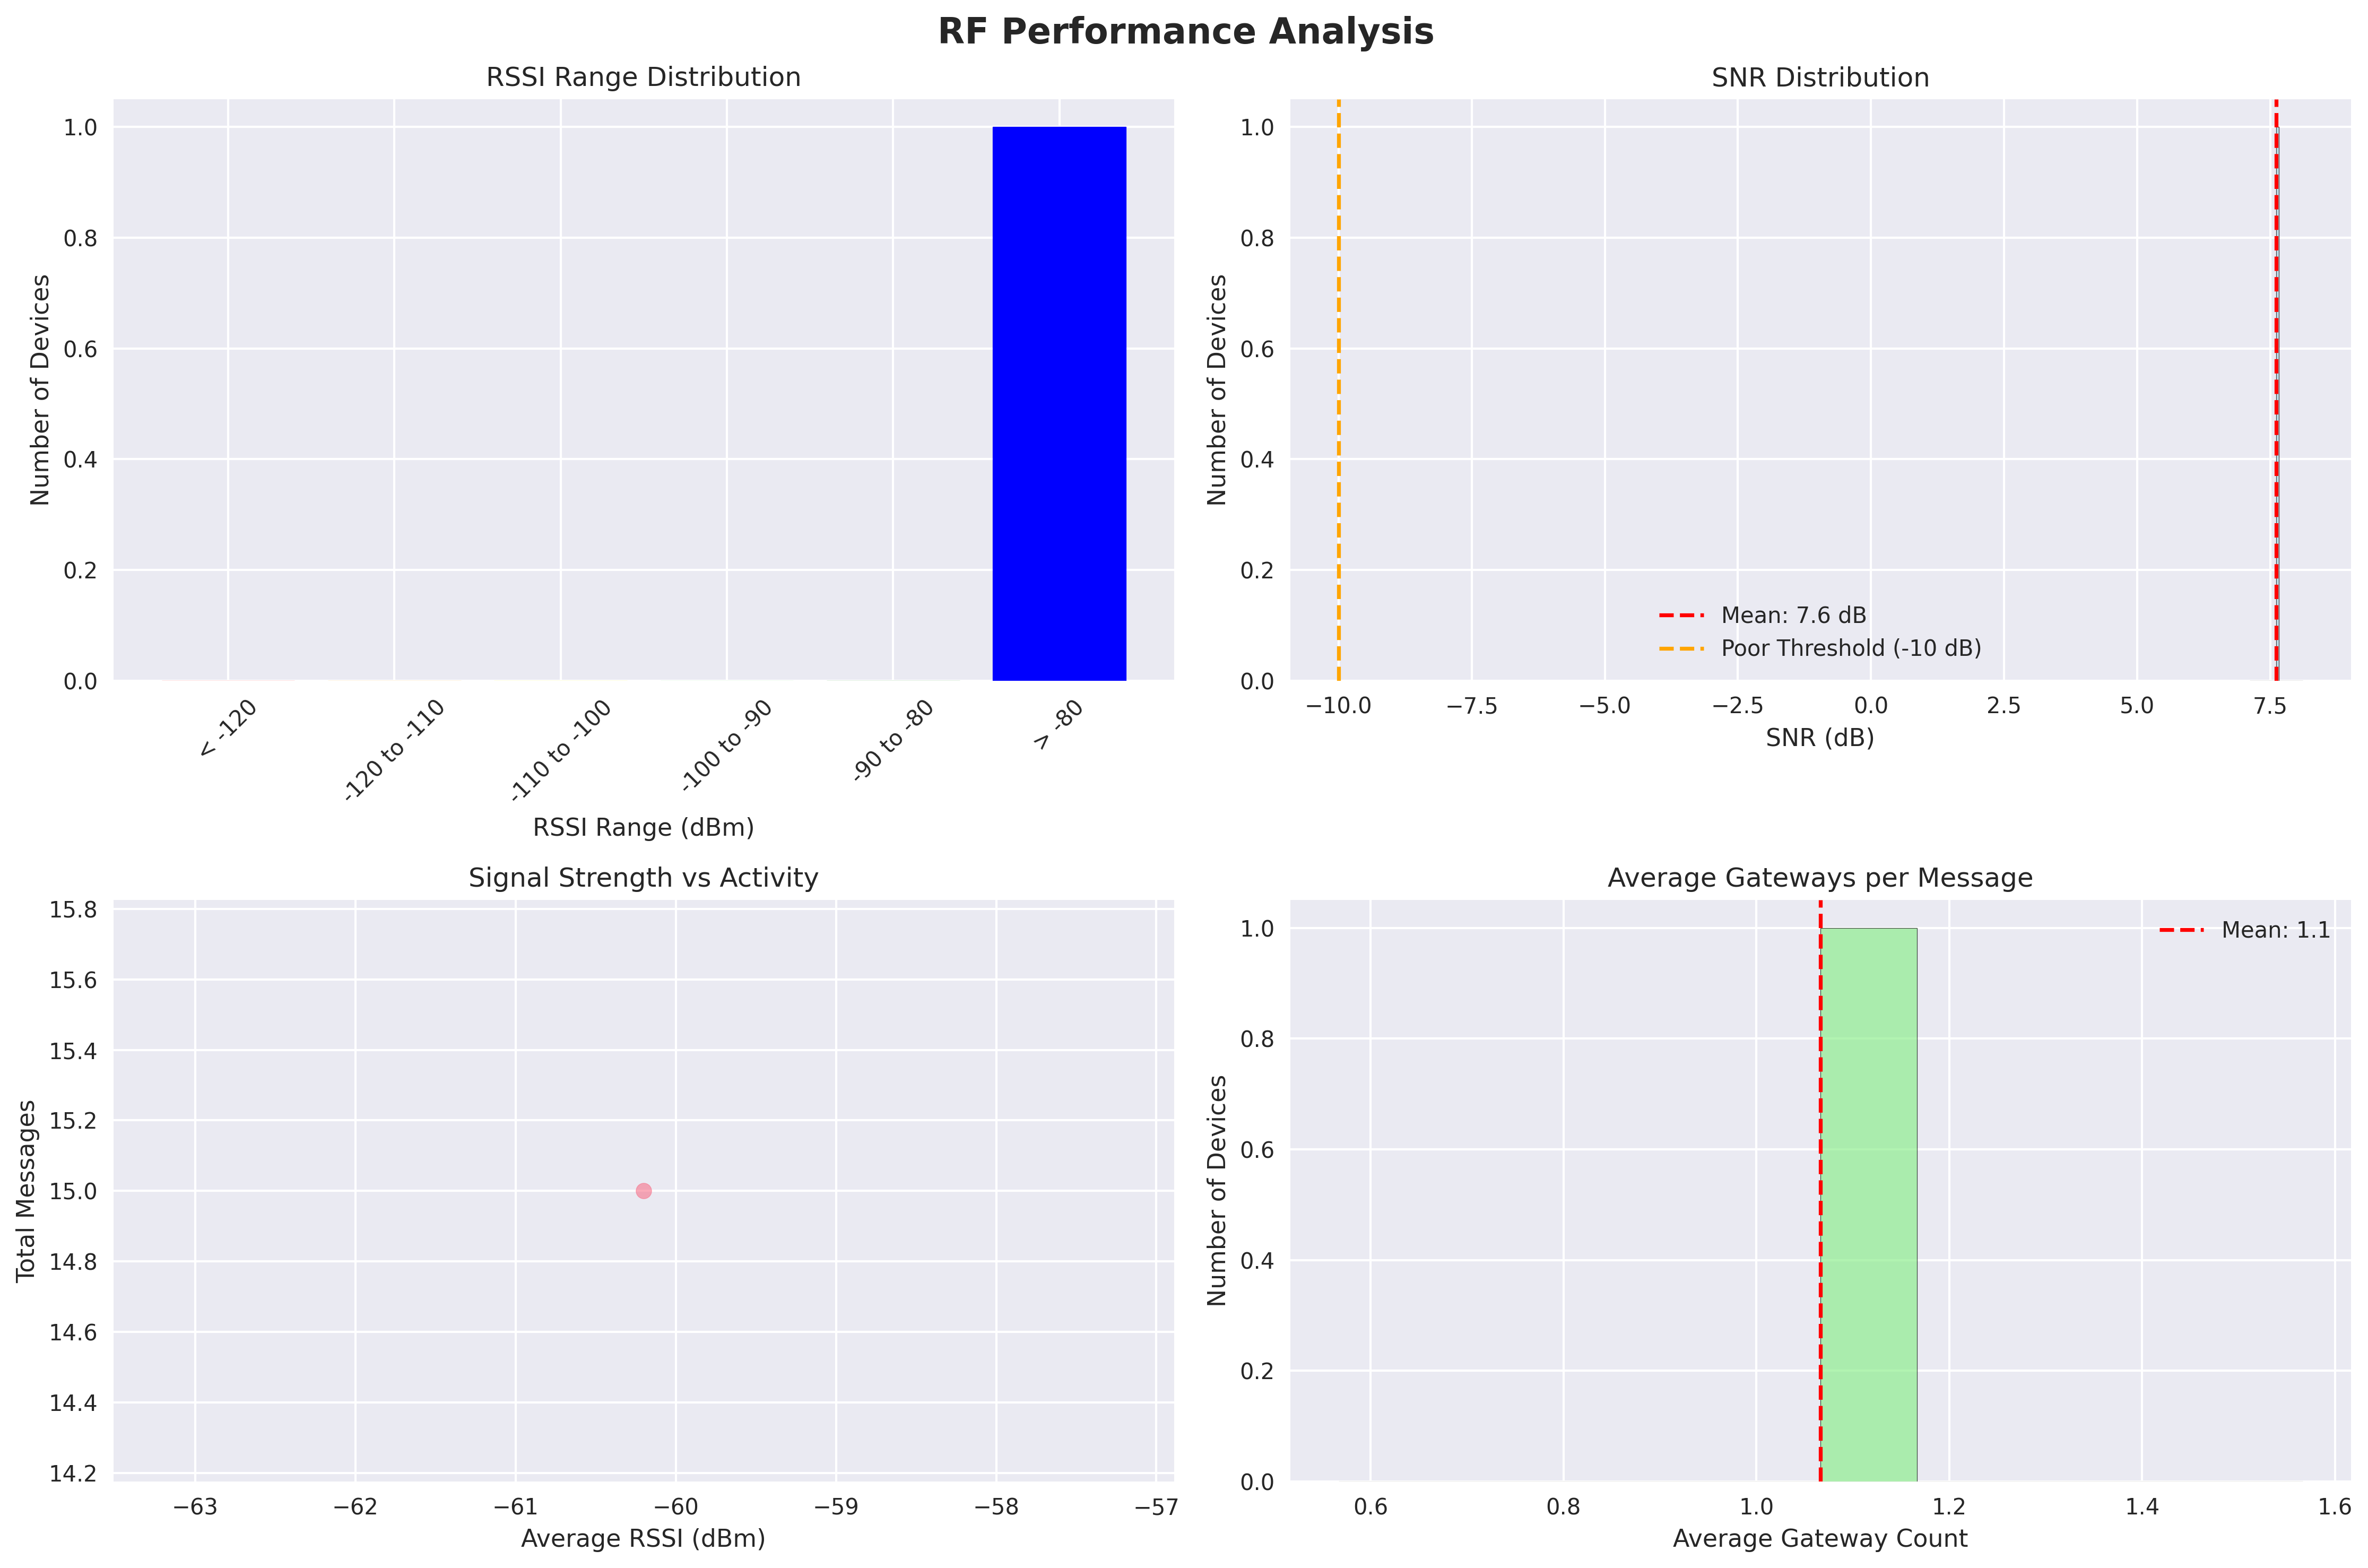 RF Performance Analysis
RSSI Range Distribution
Number of Devices
1.0
0.8
0.6
0.4
0.2
0.0
< -120
-120 to -110
-110 to -100
-100 to -90
-90 to -80
> -80
RSSI Range (dBm)
SNR Distribution
Number of Devices
1.0
0.8
0.6
0.4
0.2
0.0
Mean: 7.6 dB
Poor Threshold (-10 dB)
−10.0
−7.5
−5.0
−2.5
0.0
2.5
5.0
7.5
SNR (dB)
Signal Strength vs Activity
Total Messages
15.8
15.6
15.4
15.2
15.0
14.8
14.6
14.4
14.2
−63
−62
−61
−60
−59
−58
−57
Average RSSI (dBm)
Average Gateways per Message
Number of Devices
1.0
0.8
0.6
0.4
0.2
0.0
Mean: 1.1
0.6
0.8
1.0
1.2
1.4
1.6
Average Gateway Count